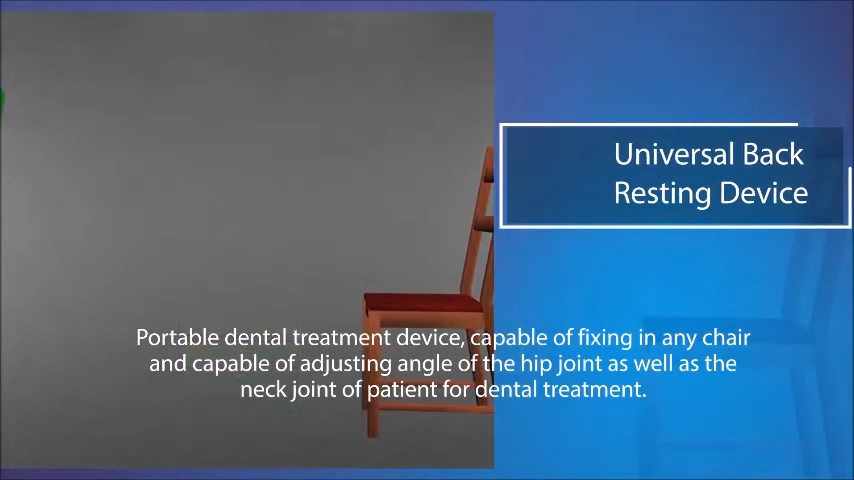 Universal Back
Resting Device
Portable dental treatment device, capable of fixing in any chair
and capable of adjusting angle of the hip joint as well as the
neck joint of patient for dental treatment.